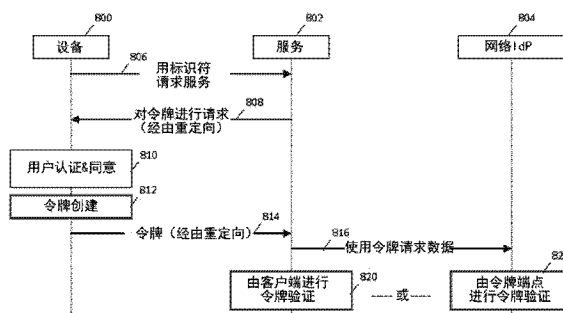 800
802
804
设备
服务
网络IdP
806
用标识符
请求服务
808
对令牌进行请求
（经由重定向）
810
用户认证&同意
812
令牌创建
814
令牌（经由重定向）
816
使用令牌请求数据
820
由客户端进行
令牌验证
或
由令牌端点
进行令牌验证